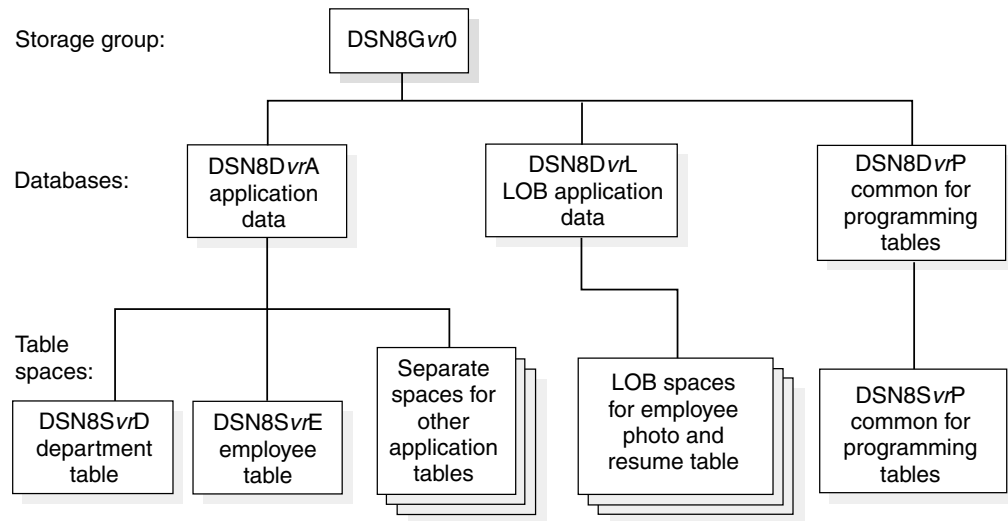 Storage group:
DSN8Gvr0
Databases:
DSN8DvrA
application
data
DSN8DvrL
LOB application
data
DSN8DvrP
common for
programming
tables
Table
spaces:
DSN8SvrD
department
table
DSN8SvrE
employee
table
Separate
spaces for
other
application
tables
LOB spaces
for employee
photo and
resume table
DSN8SvrP
common for
programming
tables